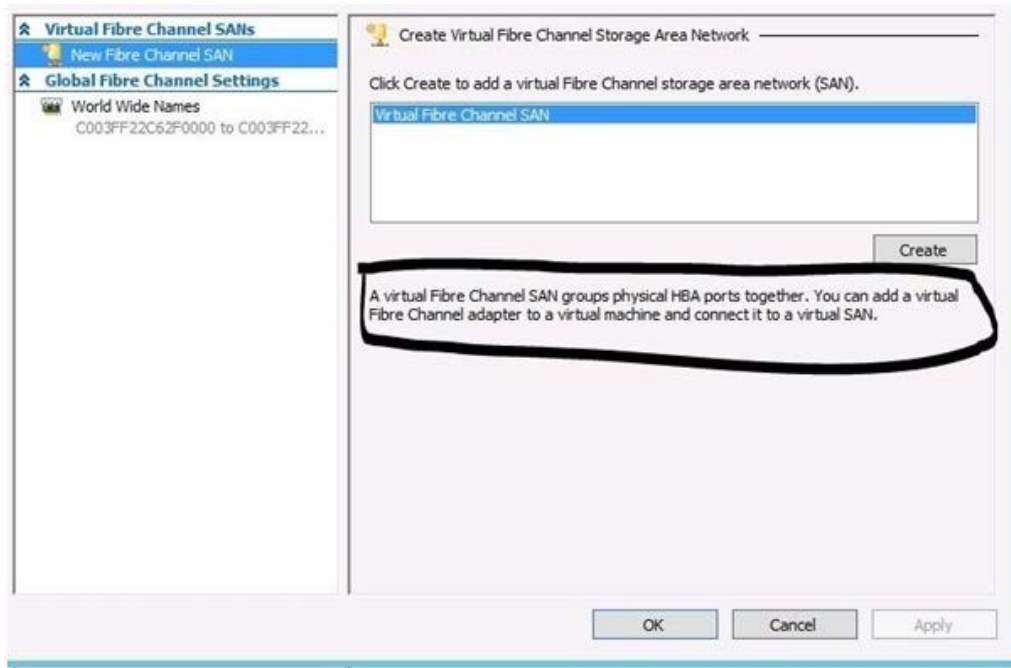 Virtual Fibre Channel SANs
New Fibre Channel SAN
Global Fibre Channel Settings
World Wide Names
C003FF22C62F0000 to C003FF22...
Create Virtual Fibre Channel Storage Area Network
Click Create to add a virtual Fibre Channel storage area network (SAN).
Virtual Fibre Channel SAN
Create
A virtual Fibre Channel SAN groups physical HBA ports together. You can add a virtual
Fibre Channel adapter to a virtual machine and connect it to a virtual SAN.
OK Cancel Apply